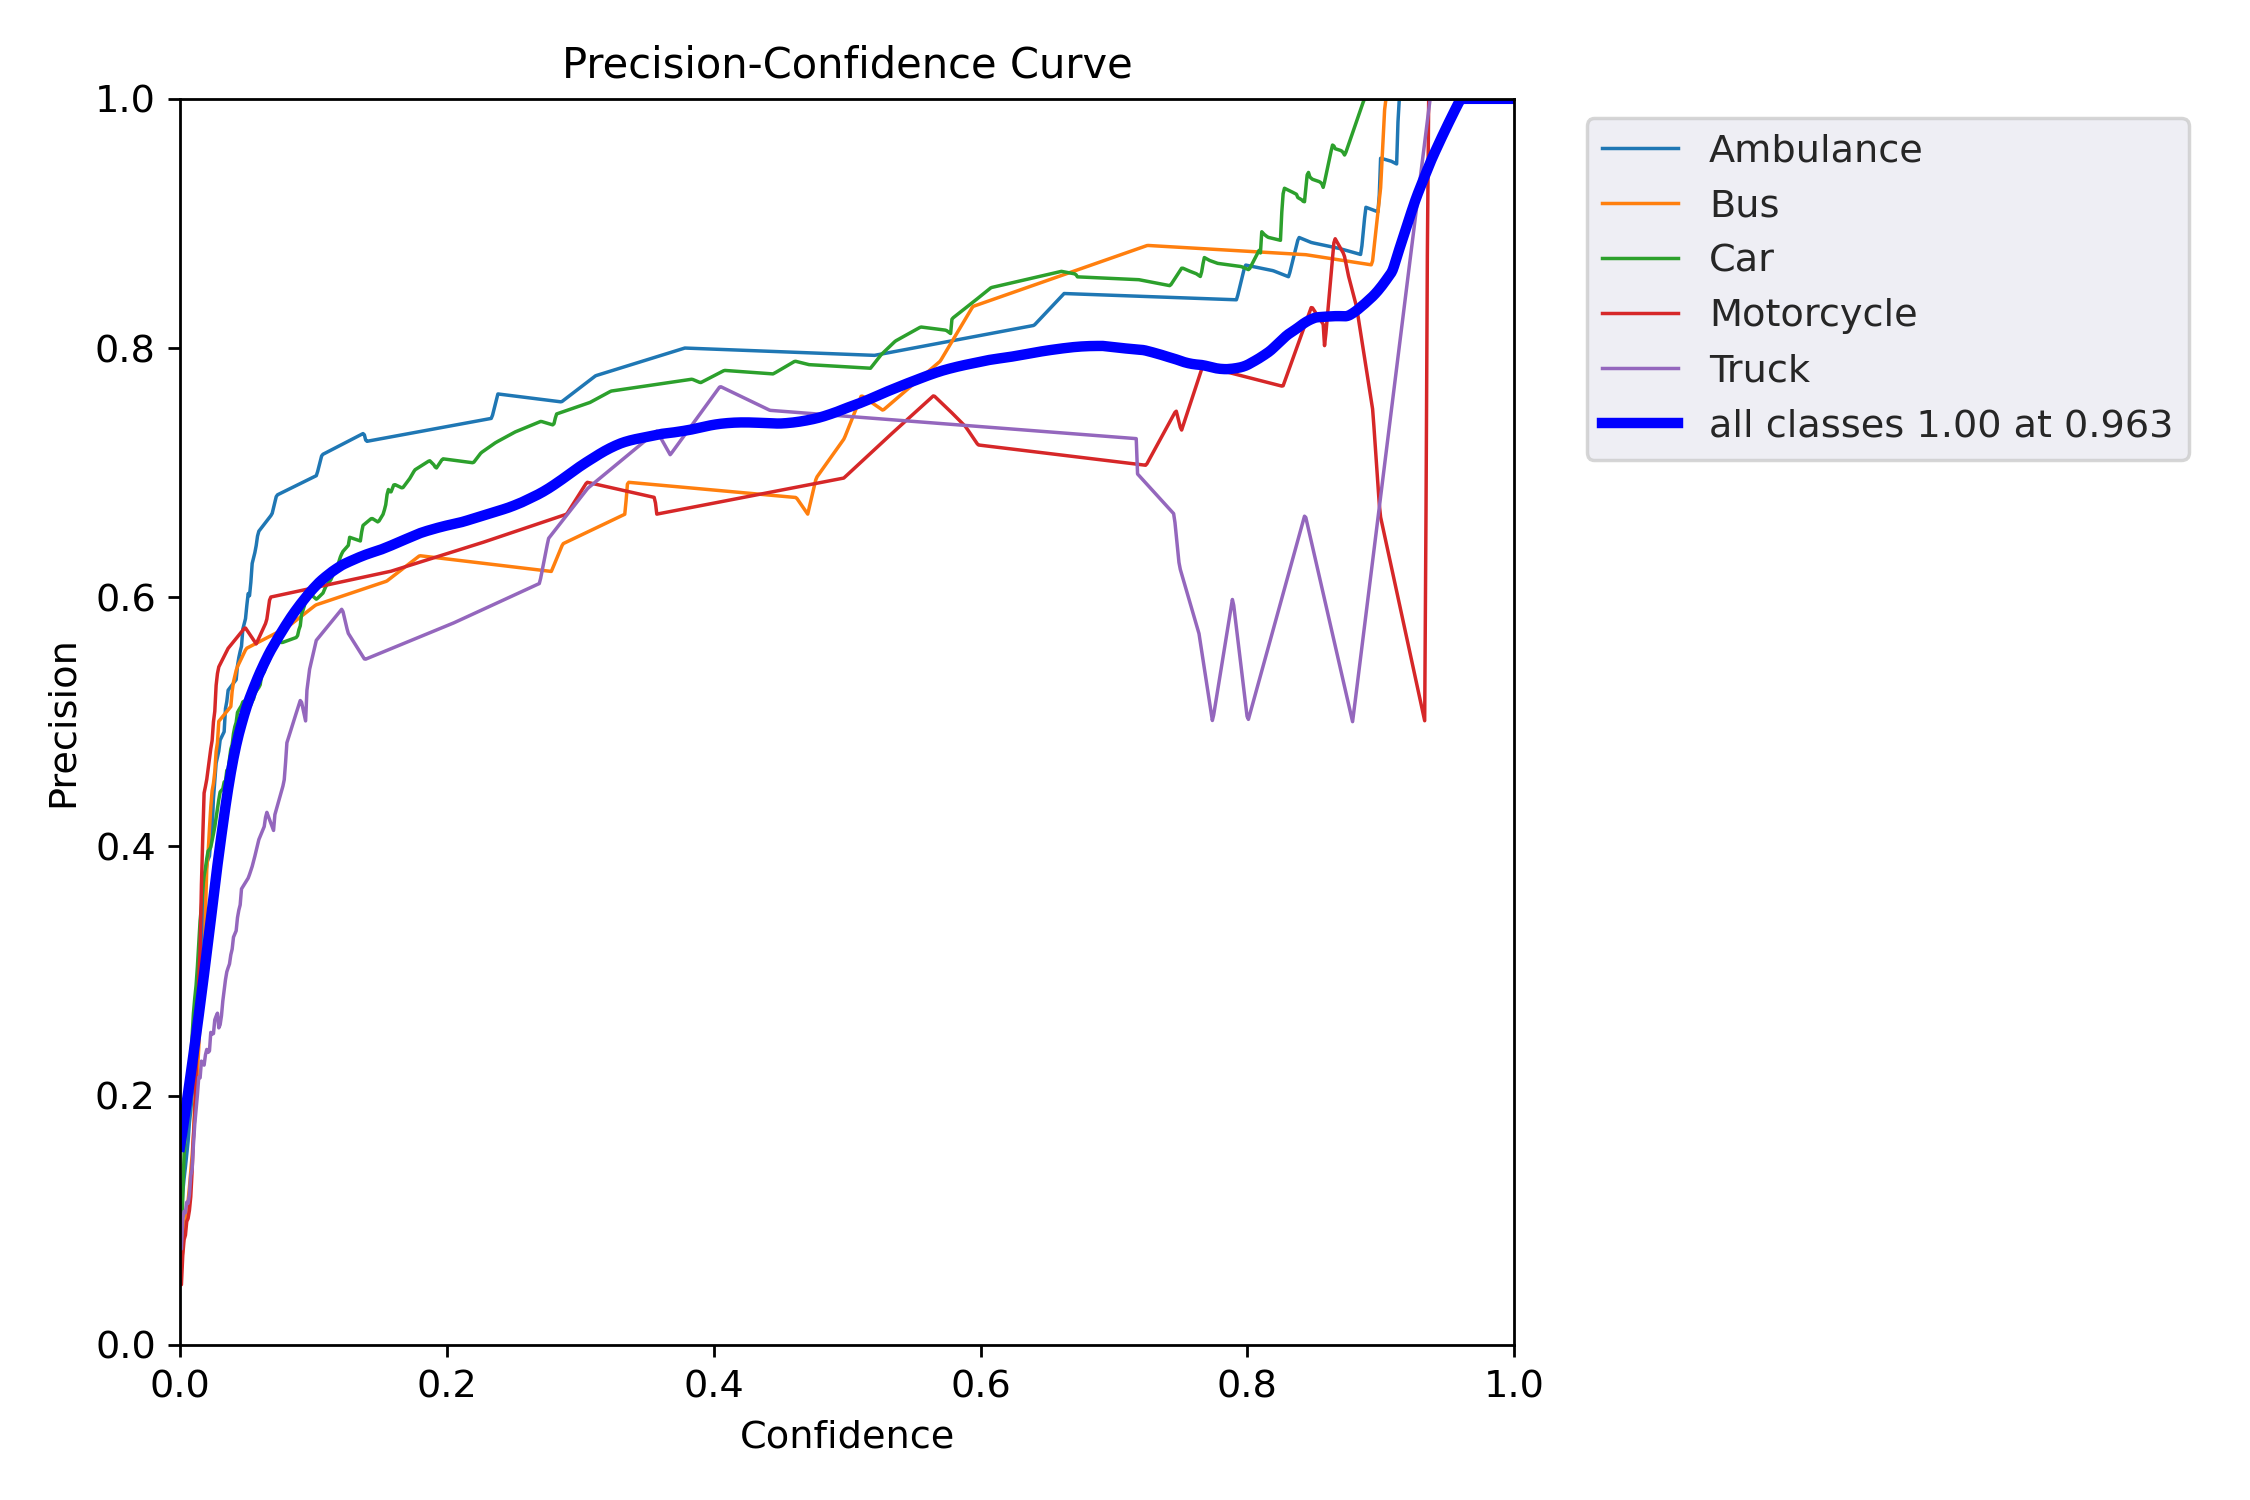 Precision-Confidence Curve
1.0
0.8
0.6
0.4
0.2
0.0
Precision
0.0 0.2 0.4 0.6 0.8 1.0
Confidence
Ambulance
Bus
Car
Motorcycle
Truck
all classes 1.00 at 0.963